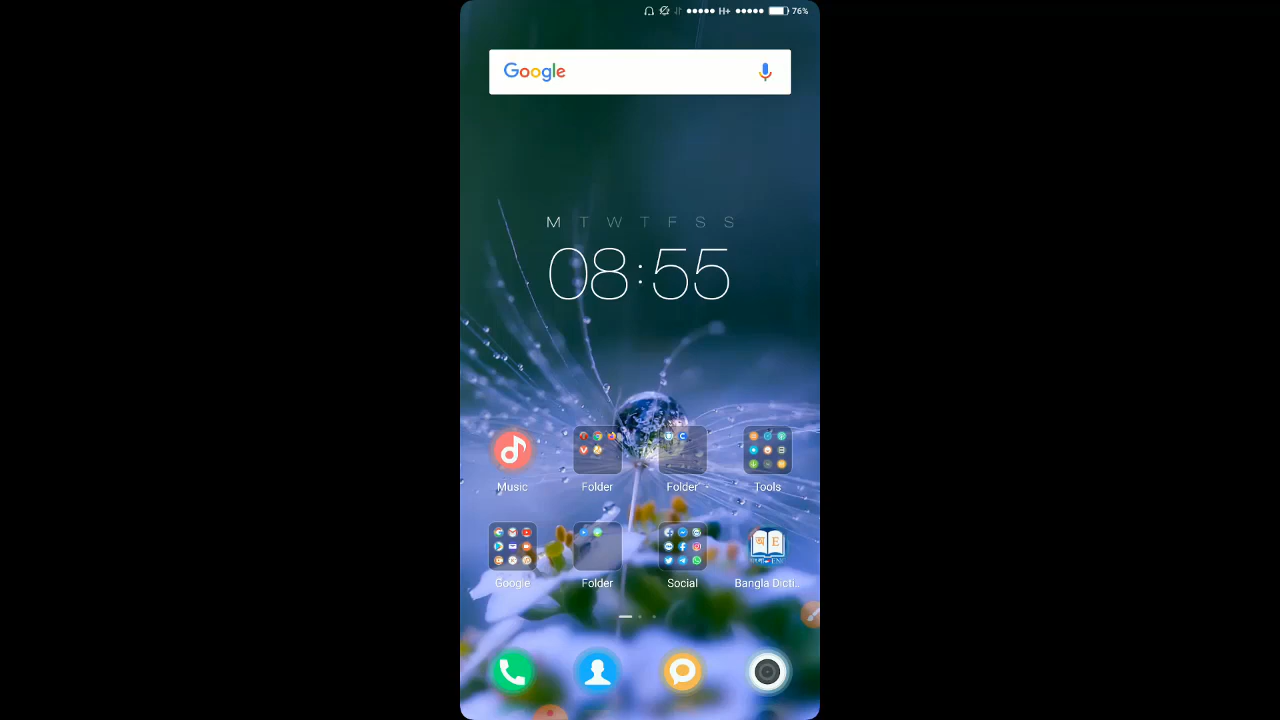 H+ 76%
Google
M T W T F S S
08:55
Music Folder Folder Tools
Google Folder Social Bangla Dicti..